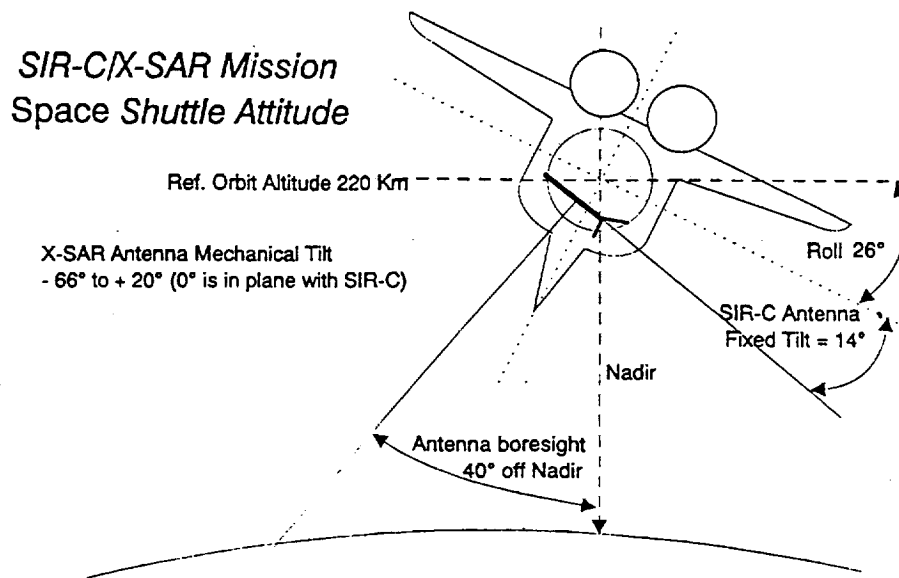 SIR-C/X-SAR Mission
Space Shuttle Attitude
Ref. Orbit Altitude 220 Km
X-SAR Antenna Mechanical Tilt
- 66° to + 20° (0° is in plane with SIR-C)
Roll 26°
SIR-C Antenna
Fixed Tilt = 14°
Nadir
Antenna boresight
40° off Nadir